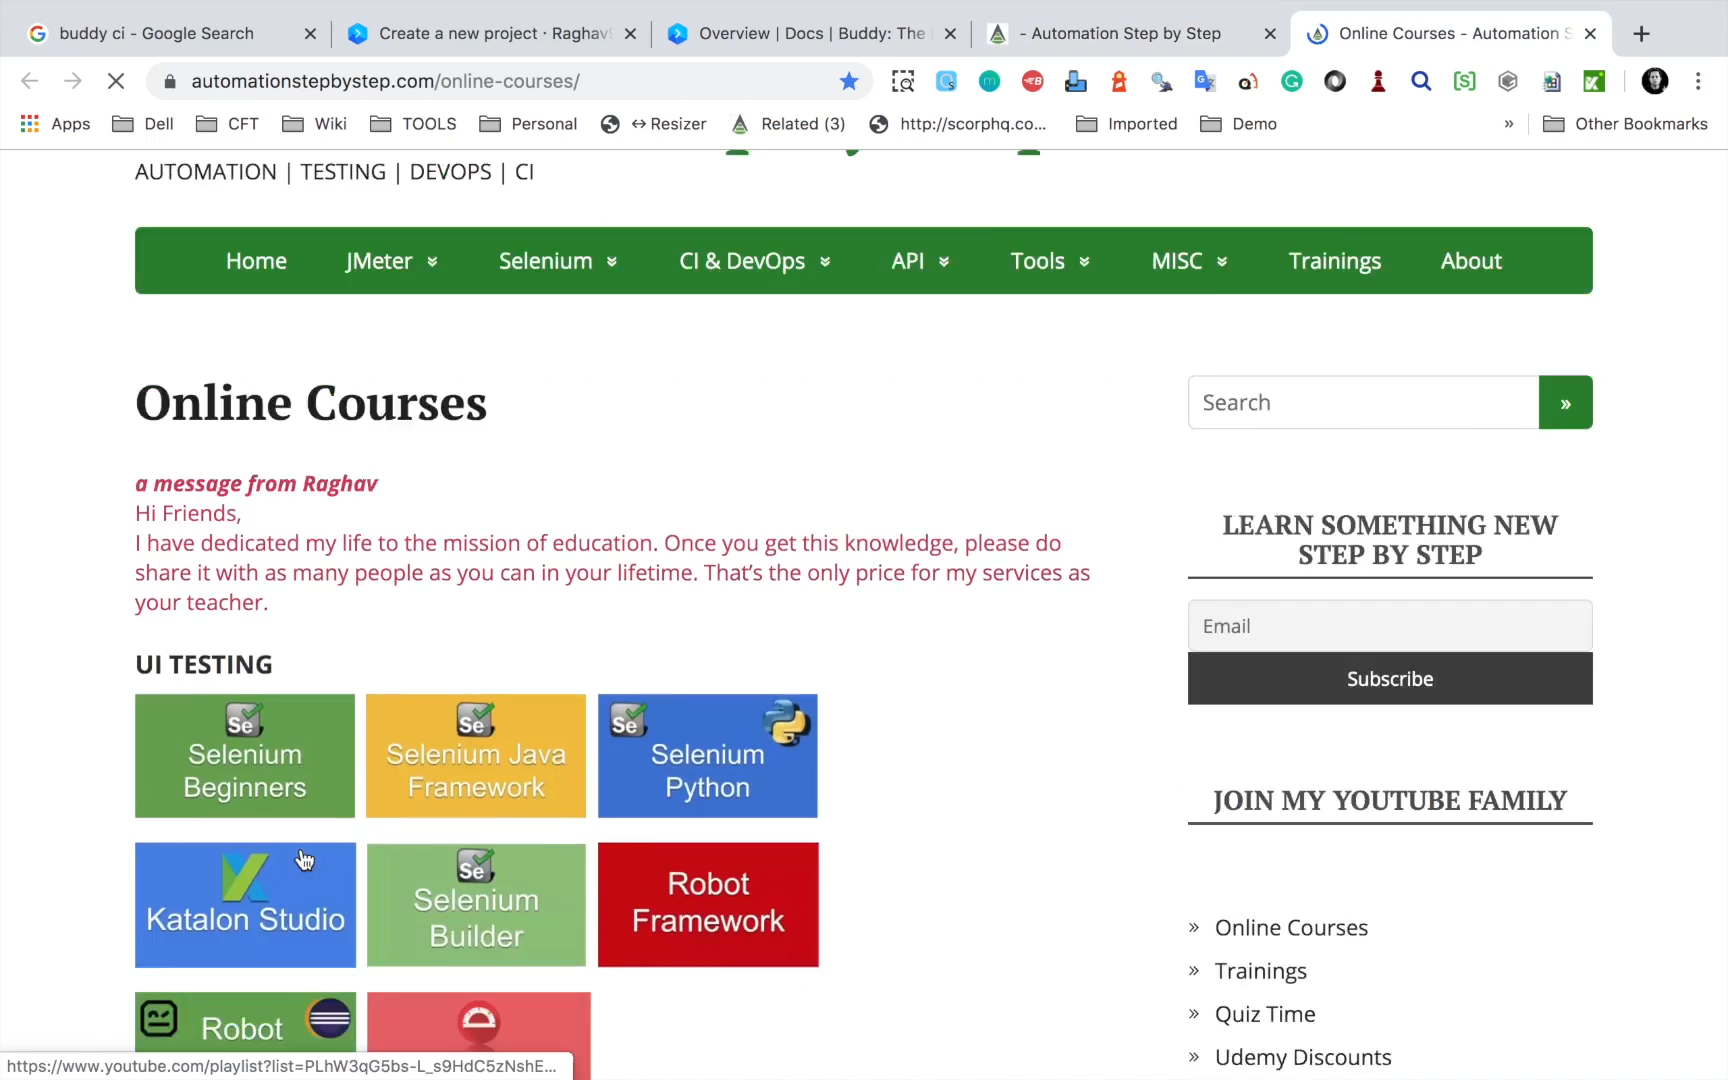 buddy ci - Google Search
Create a new project · Raghav
Overview | Docs | Buddy: The
- Automation Step by Step
Online Courses - Automation S
automationstepbystep.com/online-courses/
Apps
Dell
CFT
Wiki
TOOLS
Personal
↔ Resizer
Related (3)
http://scorphq.co...
Imported
Demo
»
Other Bookmarks
AUTOMATION | TESTING | DEVOPS | CI
Home
JMeter
Selenium
CI & DevOps
API
Tools
MISC
Trainings
About
Online Courses
Search
»
a message from Raghav
Hi Friends,
I have dedicated my life to the mission of education. Once you get this knowledge, please do
share it with as many people as you can in your lifetime. That’s the only price for my services as
your teacher.
LEARN SOMETHING NEW
STEP BY STEP
Email
Subscribe
UI TESTING
Se
Selenium
Beginners
Se
Selenium Java
Framework
Se
Selenium
Python
JOIN MY YOUTUBE FAMILY
Katalon Studio
Se
Selenium
Builder
Robot
Framework
» Online Courses
» Trainings
» Quiz Time
» Udemy Discounts
Robot
https://www.youtube.com/playlist?list=PLhW3qG5bs-L_s9HdC5zNshE...